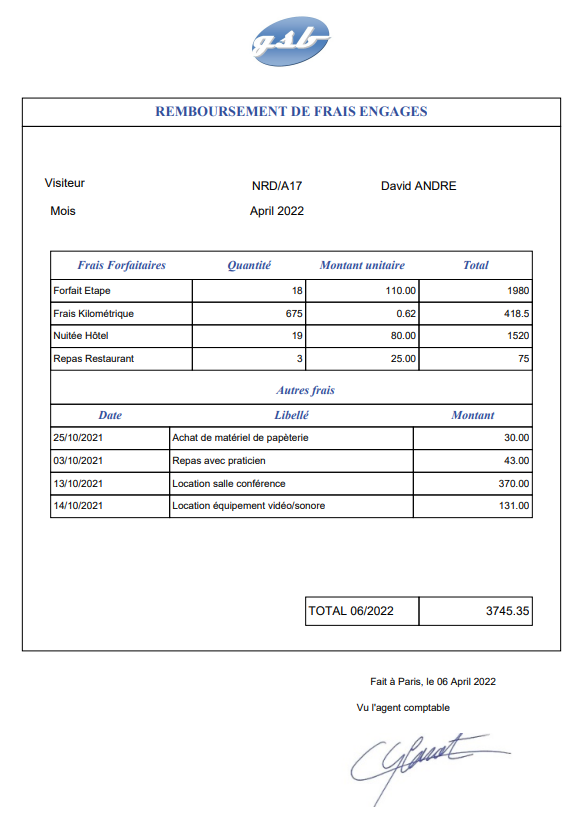 gsb
REMBOURSEMENT DE FRAIS ENGAGES
Visiteur NRD/A17 David ANDRE
Mois April 2022
Frais Forfaitaires Quantité Montant unitaire Total
Forfait Etape 18 110.00 1980
Frais Kilométrique 675 0.62 418.5
Nuitée Hôtel 19 80.00 1520
Repas Restaurant 3 25.00 75
Autres frais
Date Libellé Montant
25/10/2021 Achat de matériel de papèterie 30.00
03/10/2021 Repas avec praticien 43.00
13/10/2021 Location salle conférence 370.00
14/10/2021 Location équipement vidéo/sonore 131.00
TOTAL 06/2022 3745.35
Fait à Paris, le 06 April 2022
Vu l'agent comptable